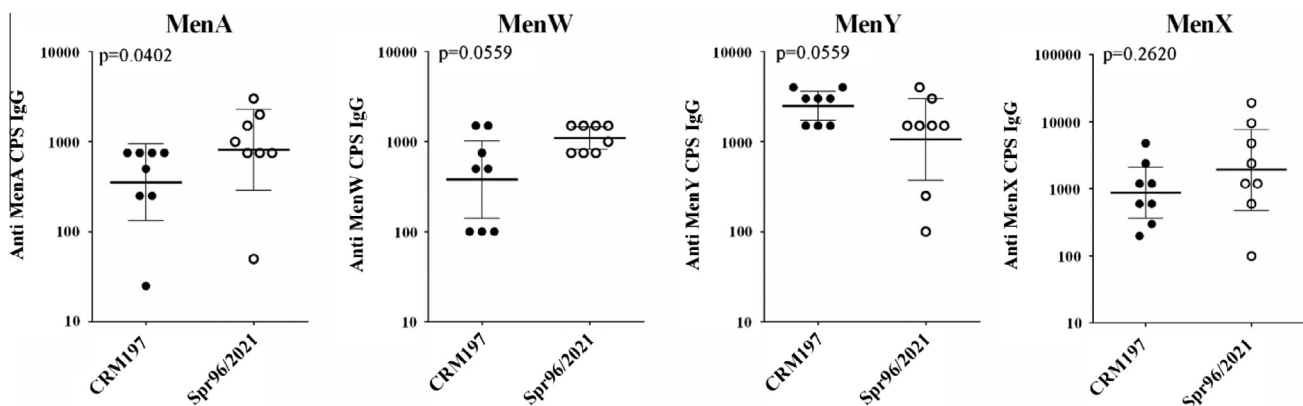 MenA
p=0.0402
Anti MenA CPS IgG
10000
1000
100
10
CRM197
Spr96/2021
MenW
p=0.0559
Anti MenW CPS IgG
10000
1000
100
10
CRM197
Spr96/2021
MenY
p=0.0559
Anti MenY CPS IgG
10000
1000
100
10
CRM197
Spr96/2021
MenX
p=0.2620
Anti MenX CPS IgG
100000
10000
1000
100
10
CRM197
Spr96/2021